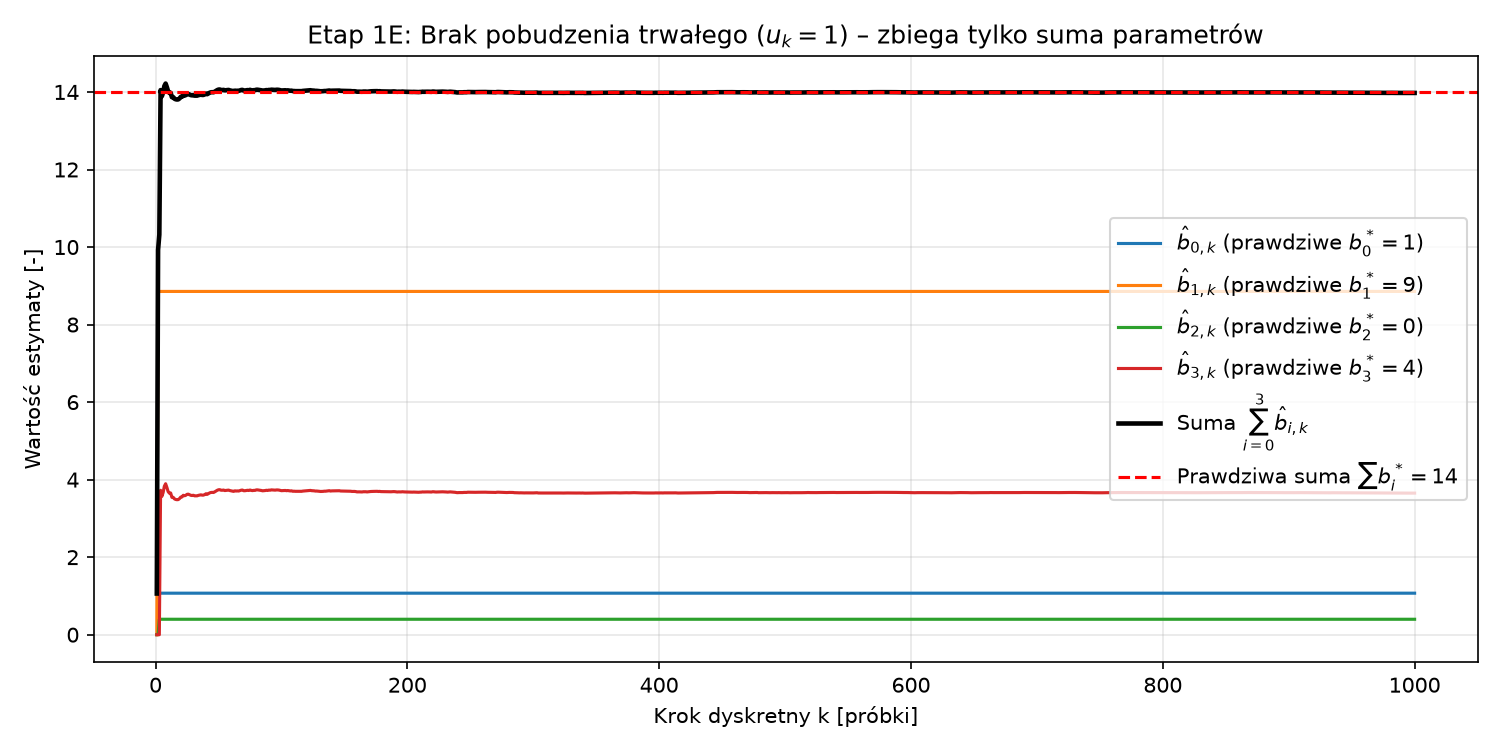 Etap 1E: Brak pobudzenia trwałego (u_k = 1) – zbiega tylko suma parametrów
Wartość estymaty [-]
14
12
10
8
6
4
2
0
b̂_{0,k} (prawdziwe b_0^* = 1)
b̂_{1,k} (prawdziwe b_1^* = 9)
b̂_{2,k} (prawdziwe b_2^* = 0)
b̂_{3,k} (prawdziwe b_3^* = 4)
Suma ∑_{i=0}^{3} b̂_{i,k}
Prawdziwa suma ∑ b_i^* = 14
0 200 400 600 800 1000
Krok dyskretny k [próbki]